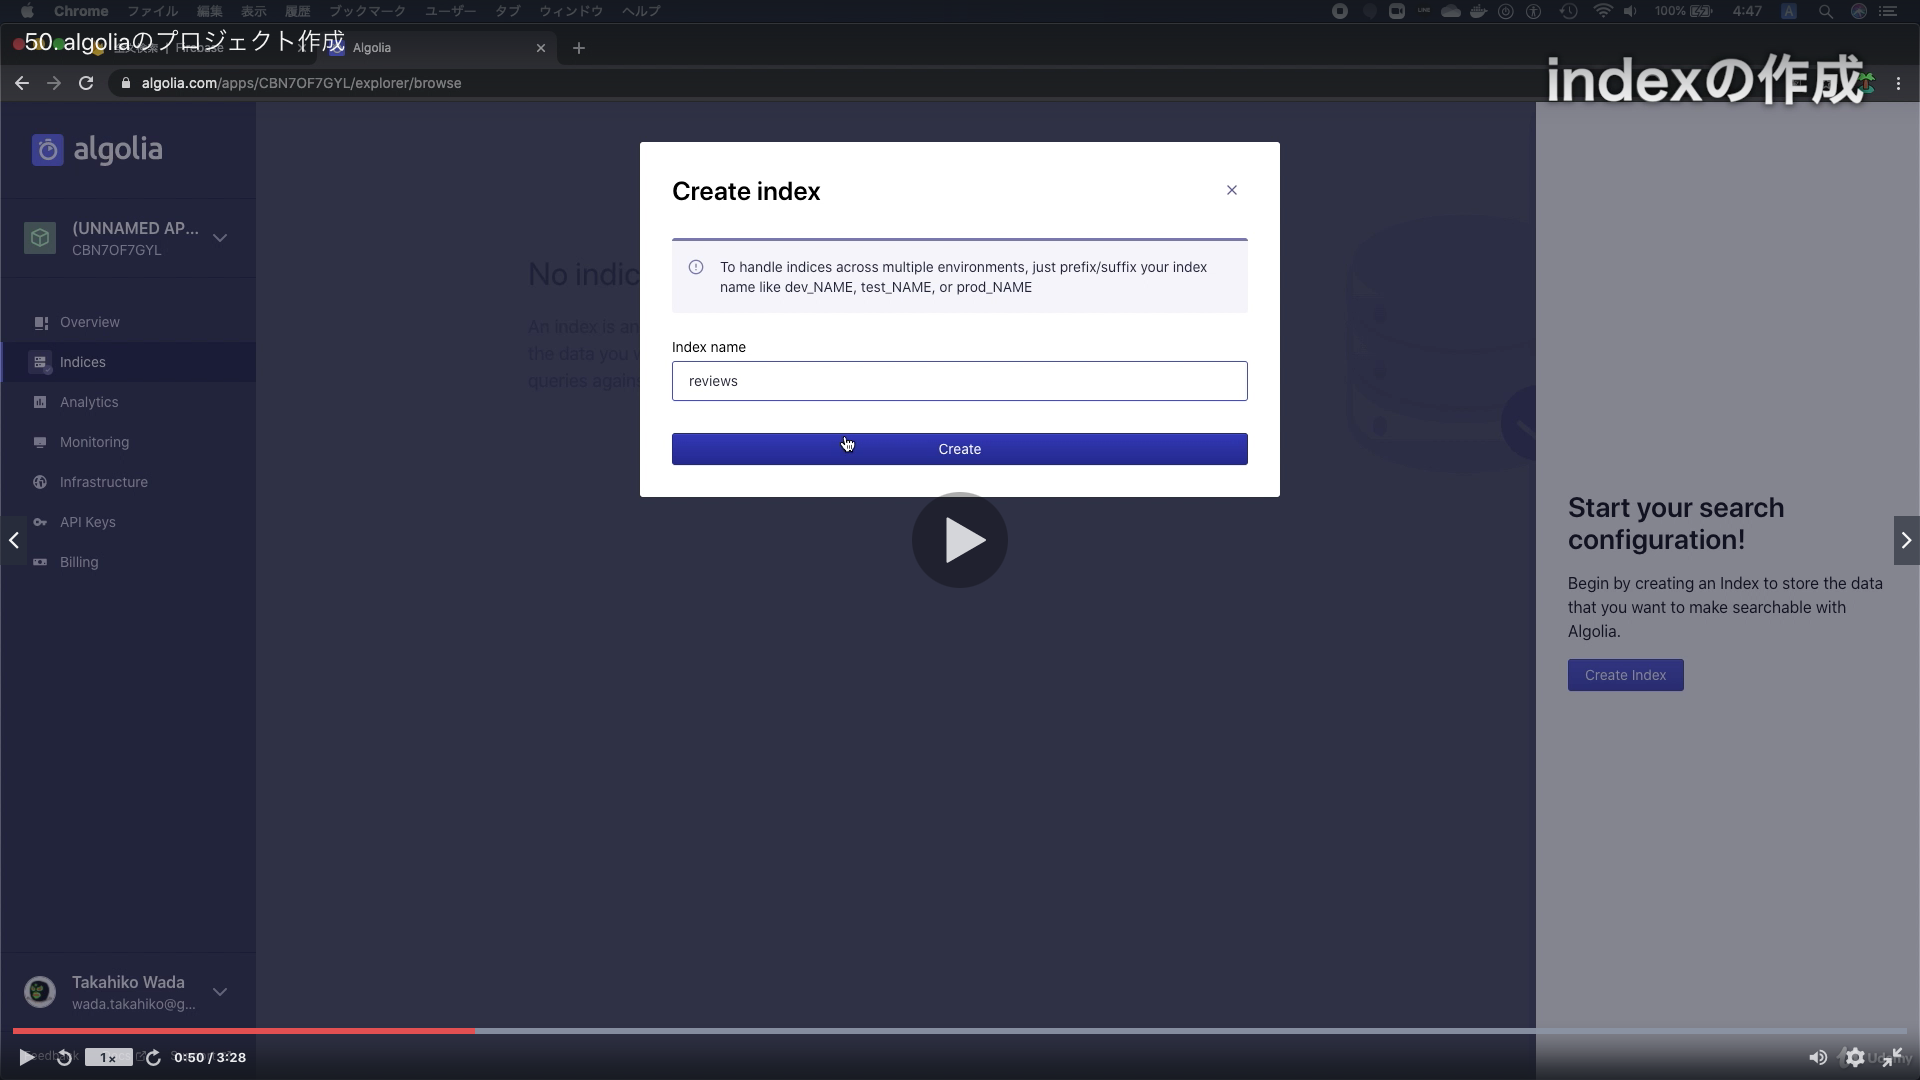 Chrome ファイル 編集 表示 履歴 ブックマーク ユーザー タブ ウィンドウ ヘルプ
100% 4:47 A
50. algoliaのプロジェクト作成
Firebase
Algolia
algolia.com/apps/CBN7OF7GYL/explorer/browse
indexの作成
algolia
(UNNAMED AP...
CBN7OF7GYL
Overview
Indices
Analytics
Monitoring
Infrastructure
API Keys
Billing
No indic
An index is an
the data you
queries again
Create index
To handle indices across multiple environments, just prefix/suffix your index
name like dev_NAME, test_NAME, or prod_NAME
Index name
reviews
Create
Start your search
configuration!
Begin by creating an Index to store the data
that you want to make searchable with
Algolia.
Create Index
Takahiko Wada
wada.takahiko@g...
1x
0:50 / 3:28
Udemy